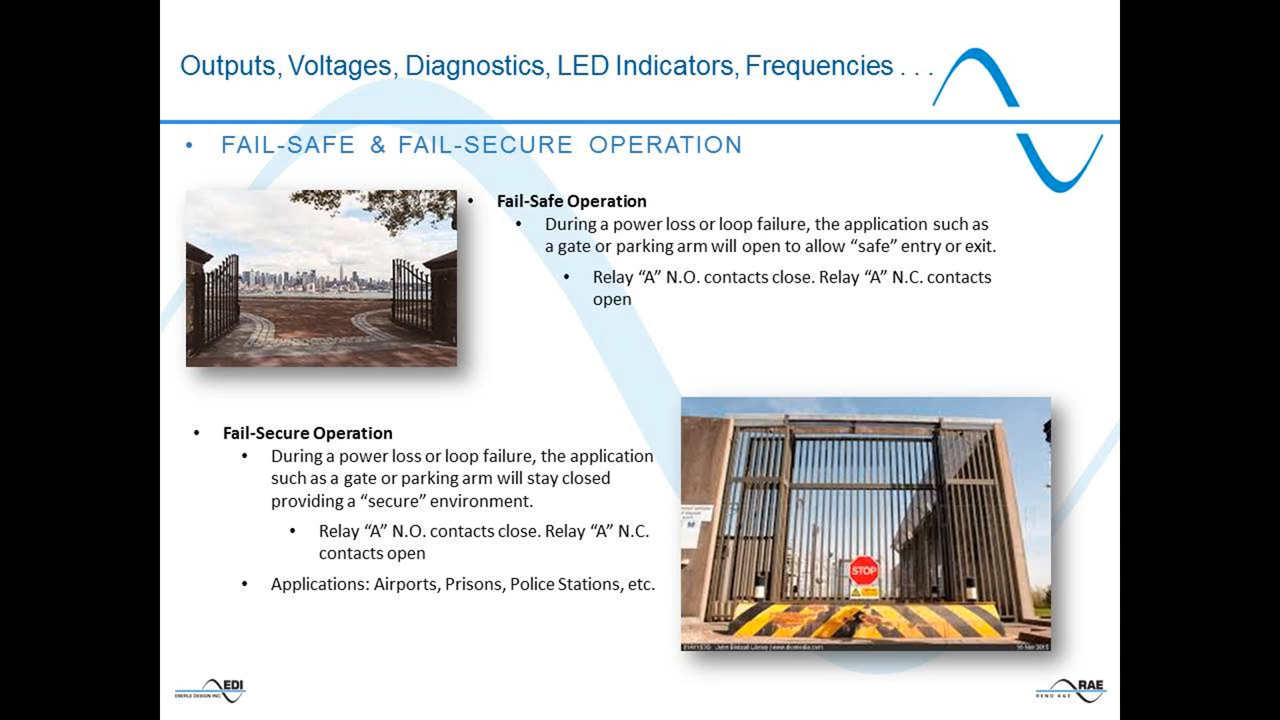 Outputs, Voltages, Diagnostics, LED Indicators, Frequencies . . .
• FAIL-SAFE & FAIL-SECURE OPERATION
• Fail-Safe Operation
• During a power loss or loop failure, the application such as
a gate or parking arm will open to allow “safe” entry or exit.
• Relay “A” N.O. contacts close. Relay “A” N.C. contacts
open
• Fail-Secure Operation
• During a power loss or loop failure, the application
such as a gate or parking arm will stay closed
providing a “secure” environment.
• Relay “A” N.O. contacts close. Relay “A” N.C.
contacts open
• Applications: Airports, Prisons, Police Stations, etc.
STOP
EDI
EBERLE DESIGN INC.
RAE
RENO A&E